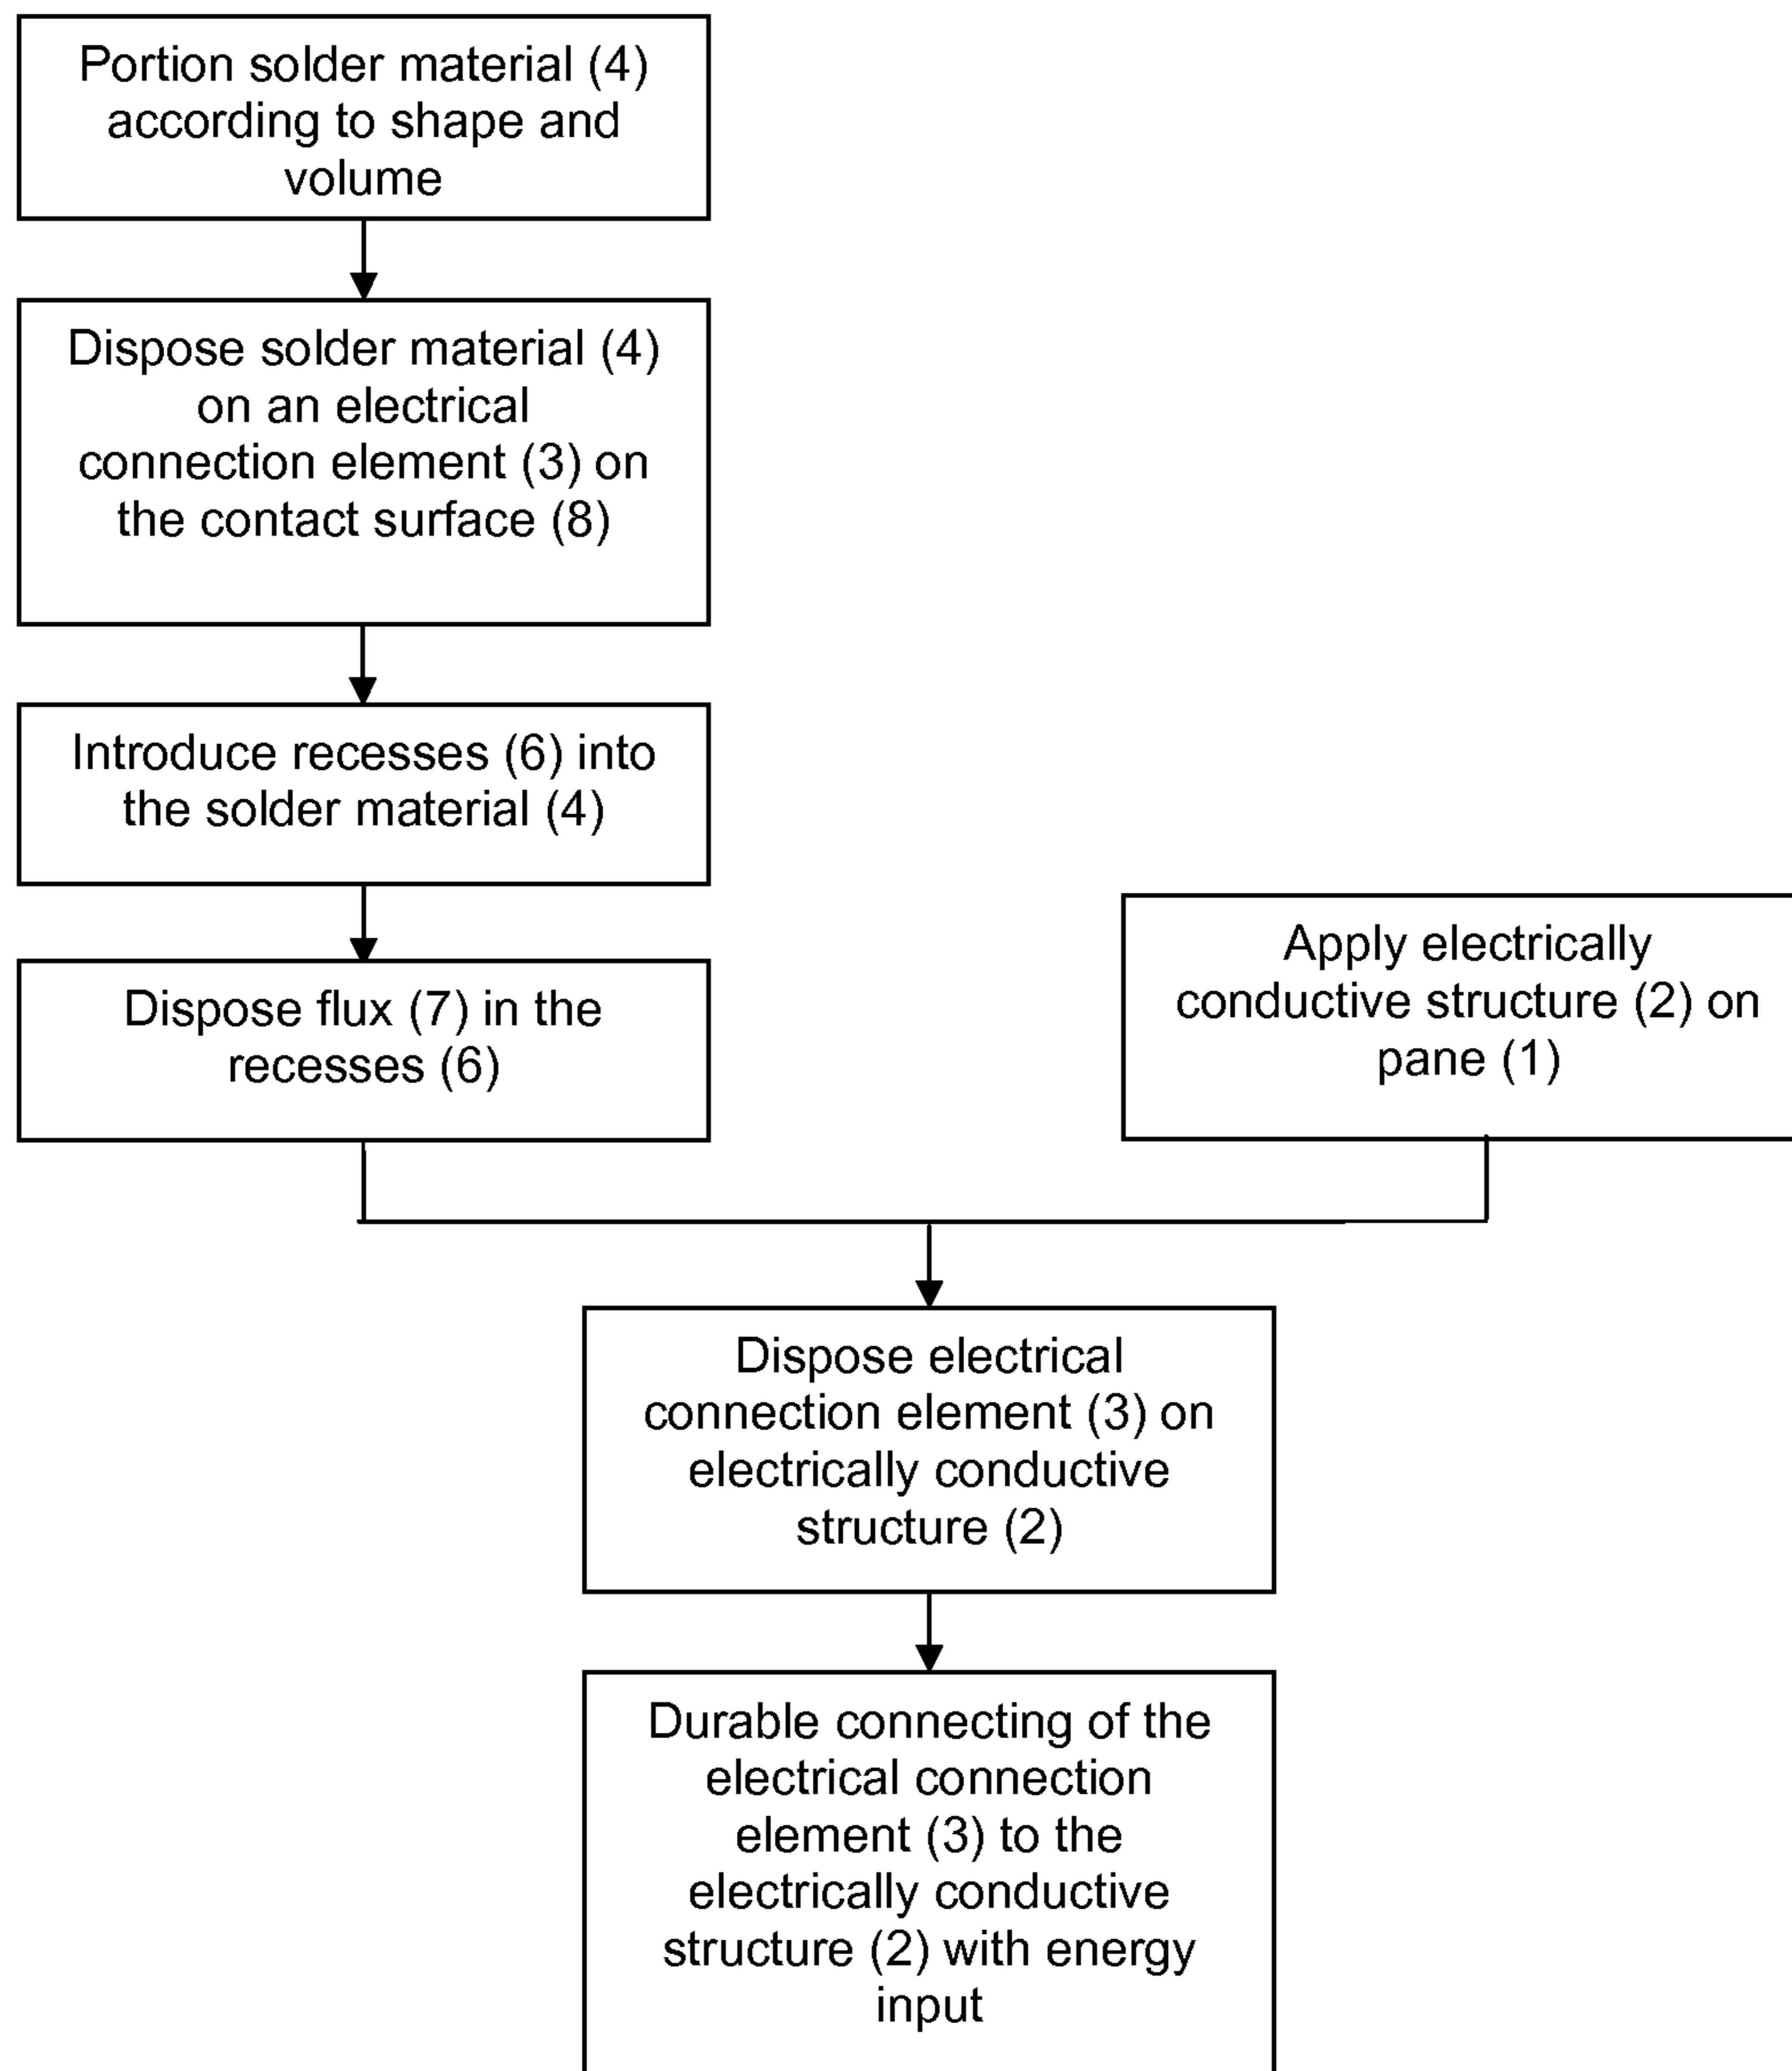 Portion solder material (4)
according to shape and
volume
Dispose solder material (4)
on an electrical
connection element (3) on
the contact surface (8)
Introduce recesses (6) into
the solder material (4)
Dispose flux (7) in the
recesses (6)
Apply electrically
conductive structure (2) on
pane (1)
Dispose electrical
connection element (3) on
electrically conductive
structure (2)
Durable connecting of the
electrical connection
element (3) to the
electrically conductive
structure (2) with energy
input